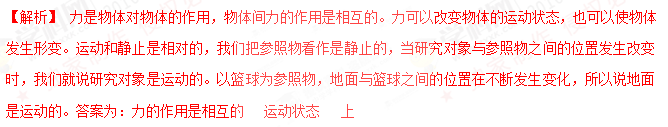 【解析】 力是物体对物体的作用，物体间力的作用是相互的。力可以改变物体的运动状态，也可以使物体
发生形变。运动和静止是相对的，我们把参照物看作是静止的，当研究对象与参照物之间的位置发生改变
时，我们就说研究对象是运动的。以篮球为参照物，地面与篮球之间的位置在不断发生变化，所以说地面
是运动的。答案为：力的作用是相互的 运动状态 上